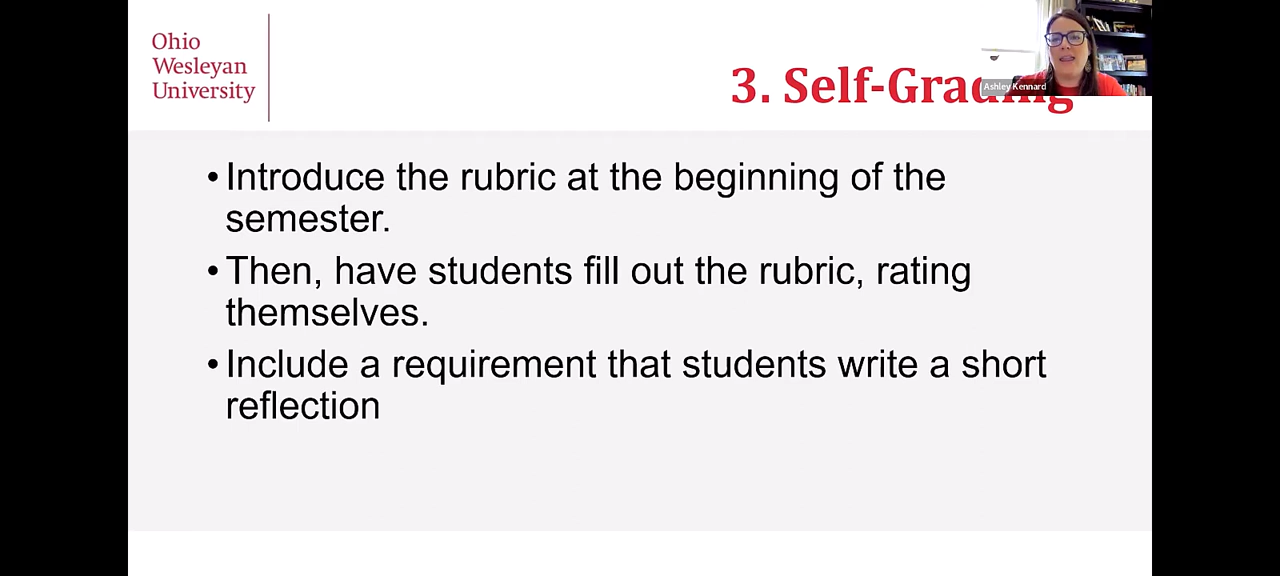 Ohio
Wesleyan
University
3. Self-Grading
Ashley Kennard
•Introduce the rubric at the beginning of the
semester.
•Then, have students fill out the rubric, rating
themselves.
•Include a requirement that students write a short
reflection